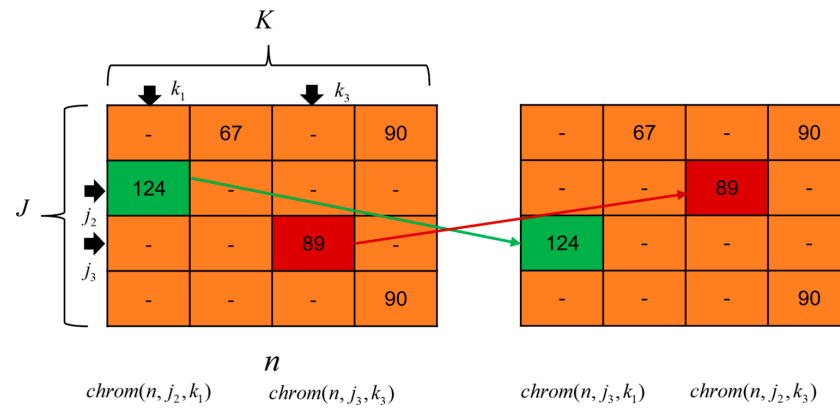 K
k₁ k₃
- 67 - 90 - 67 - 90
124 - - - - - 89 -
J
j₂
- - 89 - 124 - - -
j₃
- - - 90 - - - 90
n
chrom(n, j₂, k₁) chrom(n, j₃, k₃) chrom(n, j₃, k₁) chrom(n, j₂, k₃)